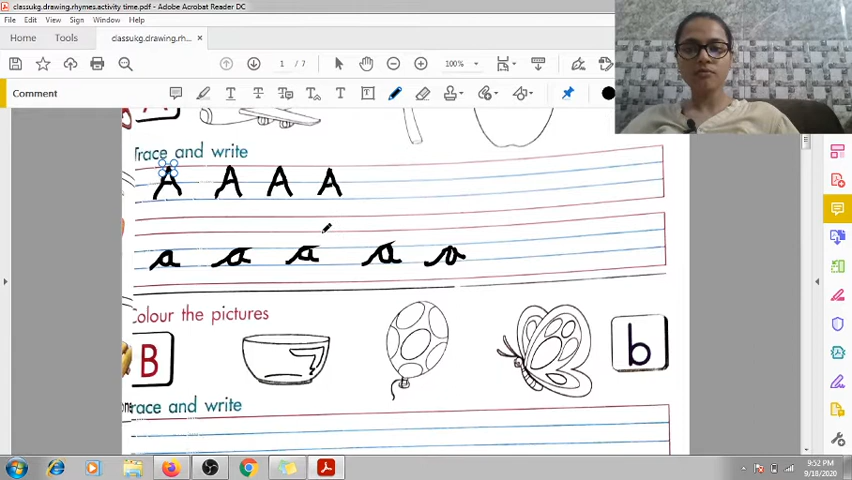 classukg.drawing.rhymes.activity time.pdf - Adobe Acrobat Reader DC
File Edit View Sign Window Help
Home Tools classukg.drawing.rh... ×
1 / 7 100%
Comment
Trace and write
A A A A
a a a a a
Colour the pictures
B b
race and write
9:52 PM
9/18/2020